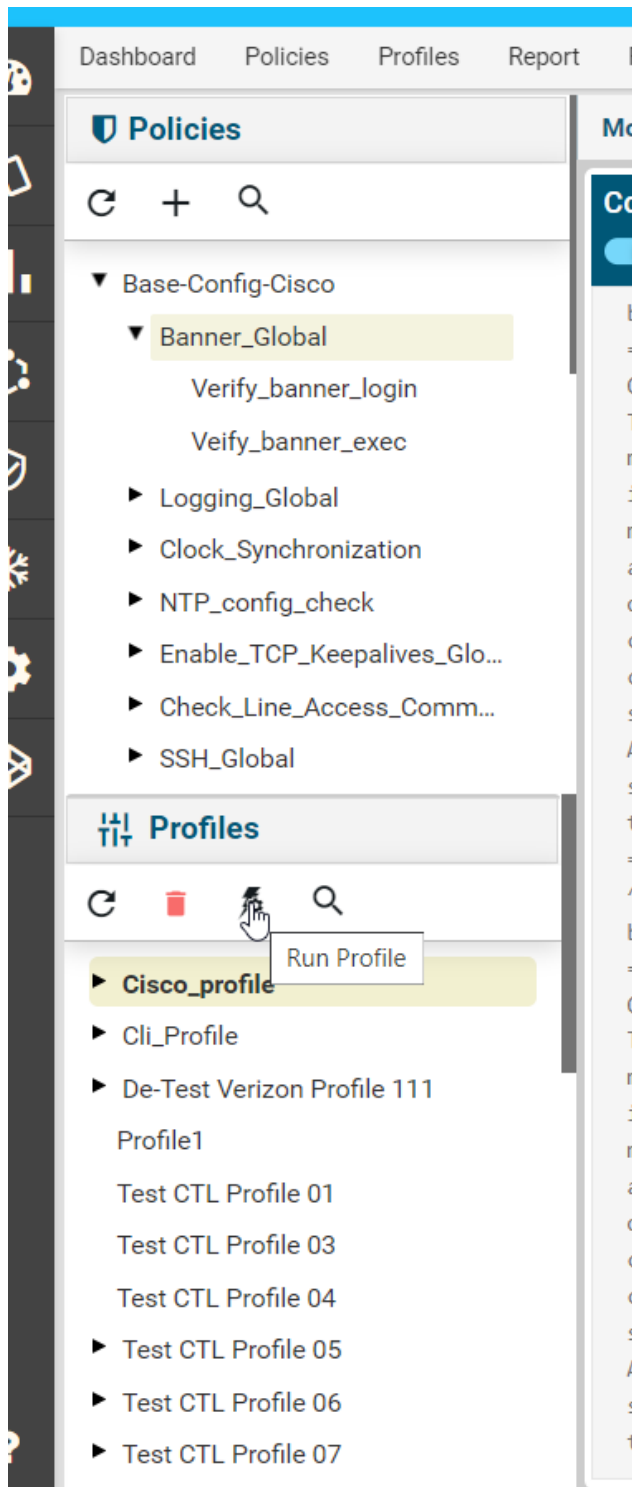 Dashboard Policies Profiles Report
Policies
Base-Config-Cisco
Banner_Global
Verify_banner_login
Veify_banner_exec
Logging_Global
Clock_Synchronization
NTP_config_check
Enable_TCP_Keepalives_Glo...
Check_Line_Access_Comm...
SSH_Global
Profiles
Run Profile
Cisco_profile
Cli_Profile
De-Test Verizon Profile 111
Profile1
Test CTL Profile 01
Test CTL Profile 03
Test CTL Profile 04
Test CTL Profile 05
Test CTL Profile 06
Test CTL Profile 07